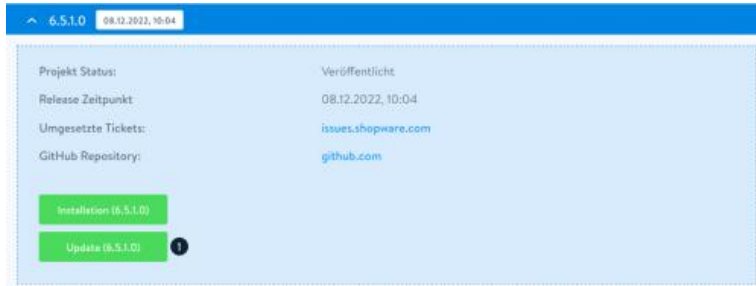 6.5.1.0 08.12.2022, 10:04
Projekt Status: Veröffentlicht
Release Zeitpunkt 08.12.2022, 10:04
Umgesetzte Tickets: issues.shopware.com
GitHub Repository: github.com
Installation (6.5.1.0)
Update (6.5.1.0) 1